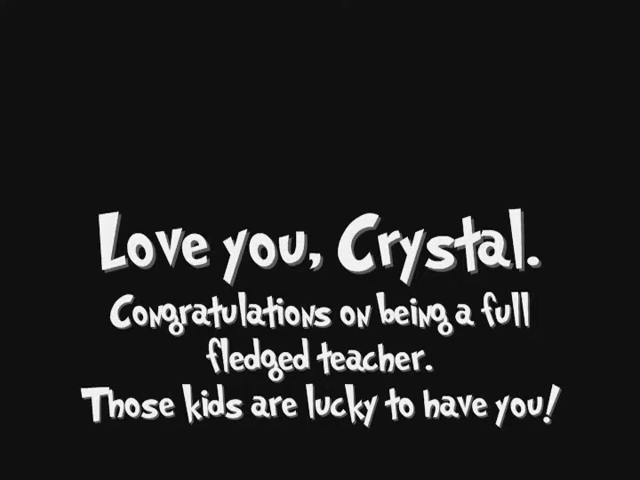 Love you, Crystal.
Congratulations on being a full
fledged teacher.
Those kids are lucky to have you!